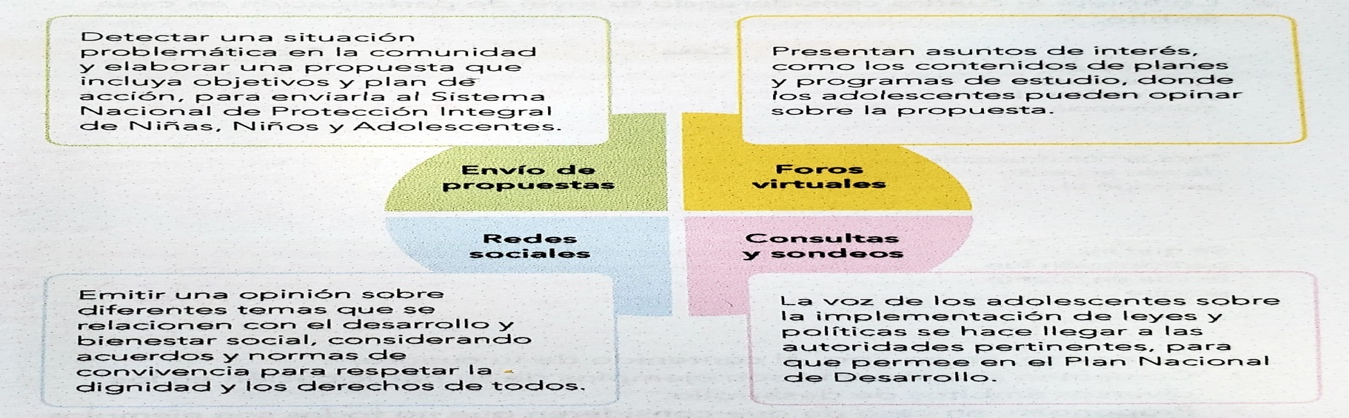 Detectar una situación
problemática en la comunidad
y elaborar una propuesta que
incluya objetivos y plan de
acción, para enviarla al Sistema
Nacional de Protección Integral
de Niñas, Niños y Adolescentes.
Presentan asuntos de interés,
como los contenidos de planes
y programas de estudio, donde
los adolescentes pueden opinar
sobre la propuesta.
Envío de
propuestas
Foros
virtuales
Redes
sociales
Consultas
y sondeos
Emitir una opinión sobre
diferentes temas que se
relacionen con el desarrollo y
bienestar social, considerando
acuerdos y normas de
convivencia para respetar la
dignidad y los derechos de todos.
La voz de los adolescentes sobre
la implementación de leyes y
políticas se hace llegar a las
autoridades pertinentes, para
que permee en el Plan Nacional
de Desarrollo.